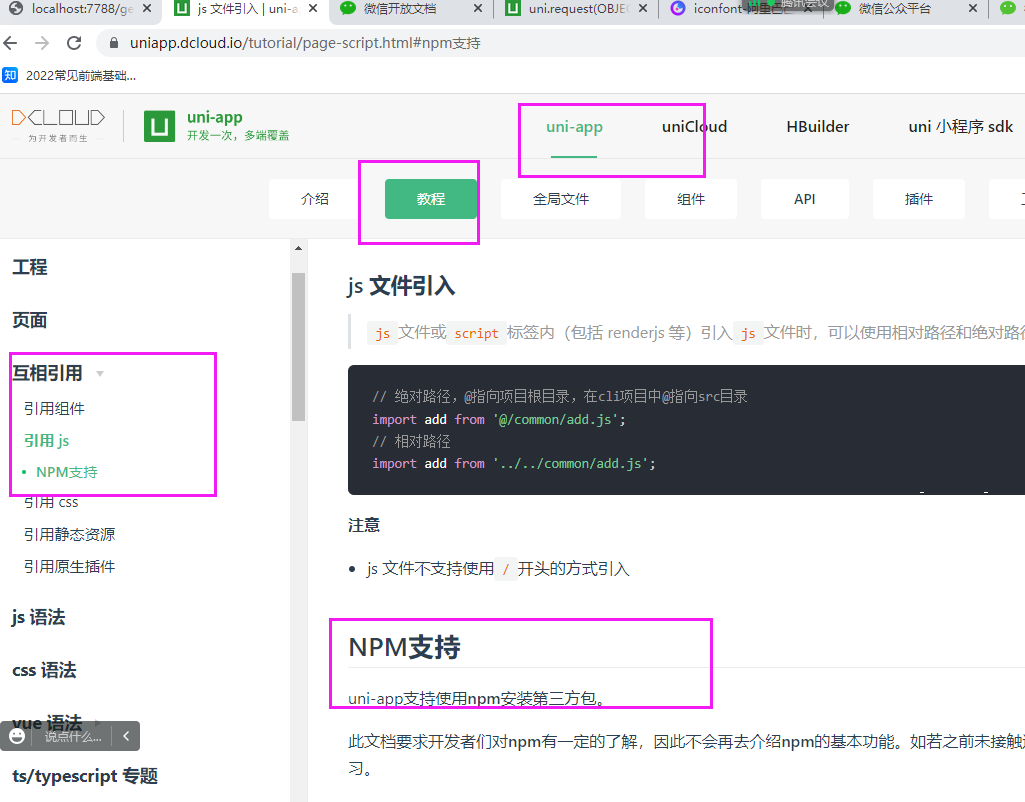 localhost:7788/ge
js 文件引入 | uni-a
微信开放文档
uni.request(OBJE
iconfont-阿里巴
腾讯会议
微信公众平台
uniapp.dcloud.io/tutorial/page-script.html#npm支持
知 2022常见前端基础...
DCLOUD
为开发者而生
uni-app
开发一次，多端覆盖
uni-app uniCloud HBuilder uni 小程序 sdk
介绍 教程 全局文件 组件 API 插件
工程
页面
互相引用
引用组件
引用 js
NPM支持
引用 css
引用静态资源
引用原生插件
js 语法
css 语法
vue 语法
说点什么...
ts/typescript 专题
js 文件引入
js 文件或 script 标签内（包括 renderjs 等）引入 js 文件时，可以使用相对路径和绝对路径
// 绝对路径，@指向项目根目录，在cli项目中@指向src目录
import add from '@/common/add.js';
// 相对路径
import add from '../../common/add.js';
注意
js 文件不支持使用 / 开头的方式引入
NPM支持
uni-app支持使用npm安装第三方包。
此文档要求开发者们对npm有一定的了解，因此不会再去介绍npm的基本功能。如若之前未接触
习。